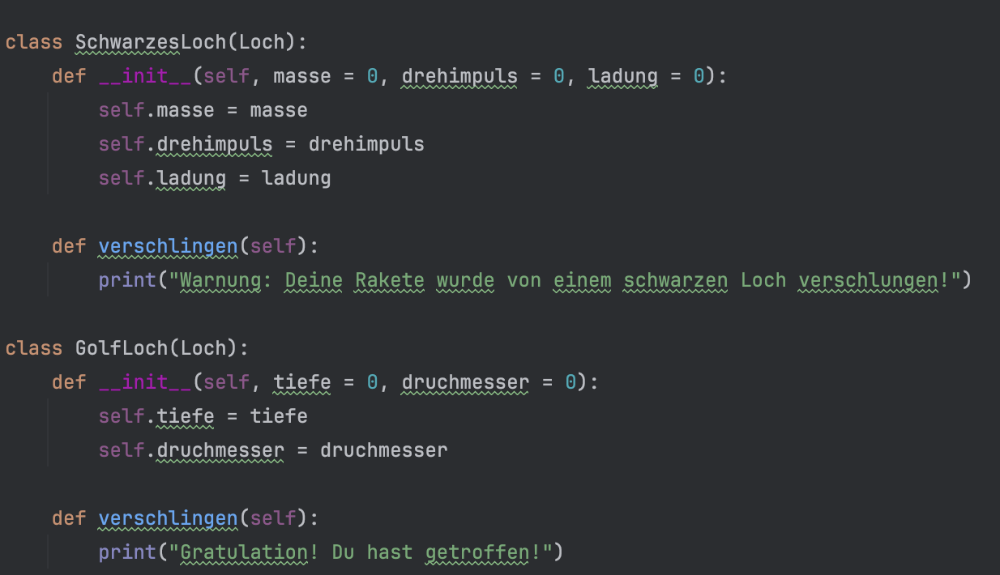 class SchwarzesLoch(Loch):
    def __init__(self, masse = 0, drehimpuls = 0, ladung = 0):
        self.masse = masse
        self.drehimpuls = drehimpuls
        self.ladung = ladung
    def verschlingen(self):
        print("Warnung: Deine Rakete wurde von einem schwarzen Loch verschlungen!")
class GolfLoch(Loch):
    def __init__(self, tiefe = 0, druchmesser = 0):
        self.tiefe = tiefe
        self.druchmesser = druchmesser
    def verschlingen(self):
        print("Gratulation! Du hast getroffen!")